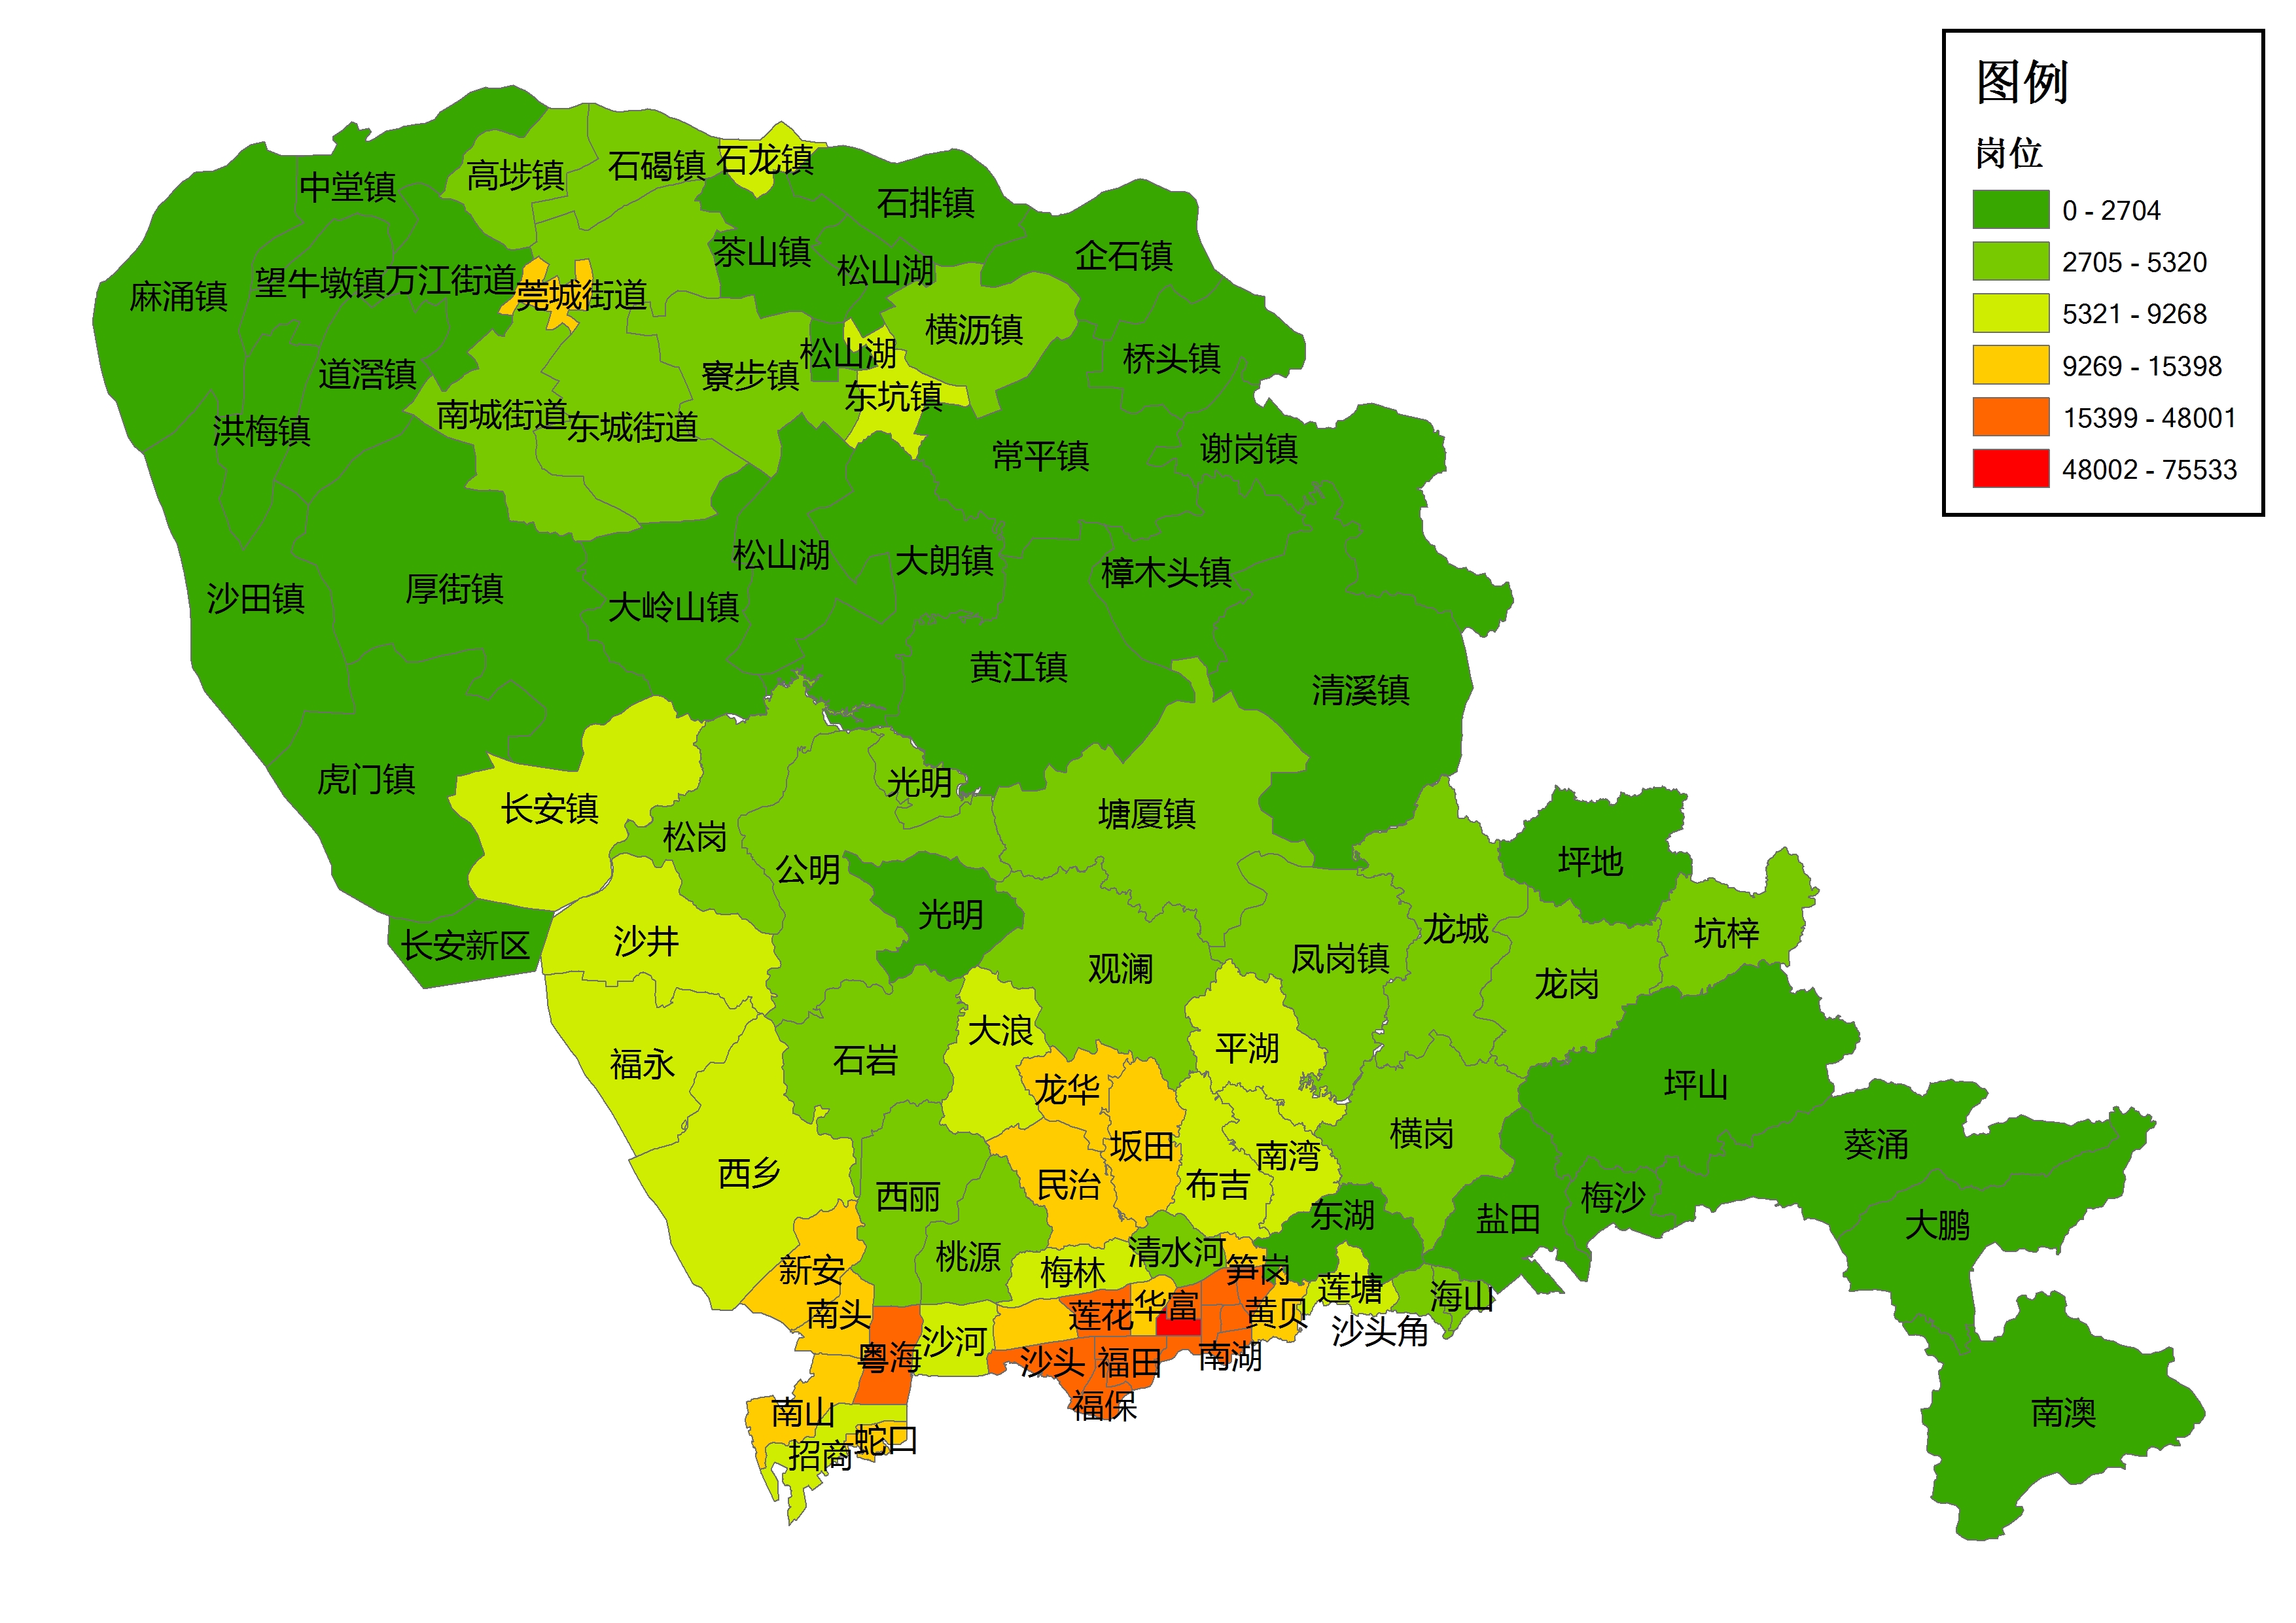 图例
岗位
0 - 2704
2705 - 5320
5321 - 9268
9269 - 15398
15399 - 48001
48002 - 75533
高埗镇
石碣镇
石龙镇
中堂镇
石排镇
茶山镇
松山湖
企石镇
麻涌镇
望牛墩镇
万江街道
莞城街道
横沥镇
桥头镇
道滘镇
寮步镇
松山湖
东坑镇
洪梅镇
南城街道
东城街道
常平镇
谢岗镇
松山湖
大朗镇
樟木头镇
沙田镇
厚街镇
大岭山镇
黄江镇
清溪镇
虎门镇
长安镇
松岗
光明
塘厦镇
公明
坪地
光明
长安新区
沙井
观澜
凤岗镇
龙城
龙岗
坑梓
大浪
平湖
福永
石岩
龙华
坪山
西乡
坂田
民治
布吉
南湾
横岗
葵涌
西丽
东湖
盐田
梅沙
大鹏
桃源
清水河
新安
梅林
笋岗
莲塘
海山
南头
莲花
华富
黄贝
沙头角
粤海
沙河
沙头
福田
南湖
福保
南山
招商
蛇口
南澳